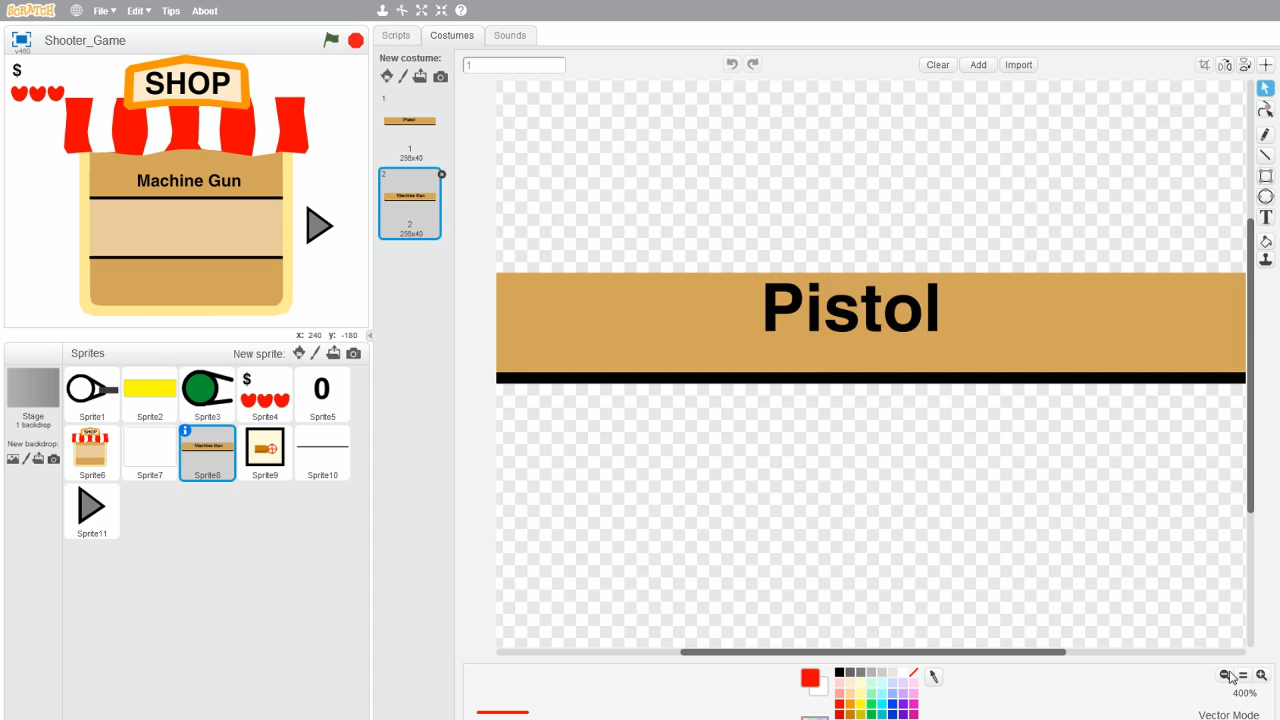 SCRATCH File Edit Tips About
v460 Shooter_Game
Scripts Costumes Sounds
New costume:
1
Clear Add Import
$
SHOP
Machine Gun
1
Pistol
1
256x40
2
Machine Gun
2
256x40
Pistol
x: 240 y: -180
Sprites New sprite:
Stage
1 backdrop
New backdrop:
Sprite1 Sprite2 Sprite3
$
Sprite4
0
Sprite5
SHOP
Sprite6 Sprite7
Machine Gun
Sprite8 Sprite9 Sprite10
Sprite11
400%
Vector Mode